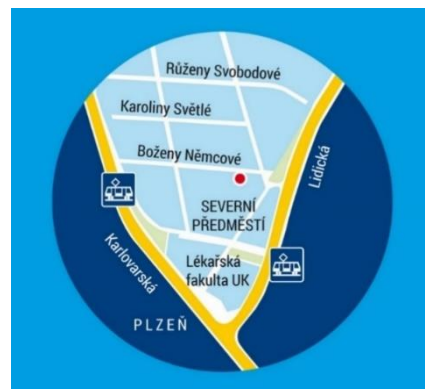 Růženy Svobodové
Karoliny Světlé
Boženy Němcové
Lidická
SEVERNÍ
PŘEDMĚSTÍ
Karlovarská
Lékařská
fakulta UK
PLZEŇ